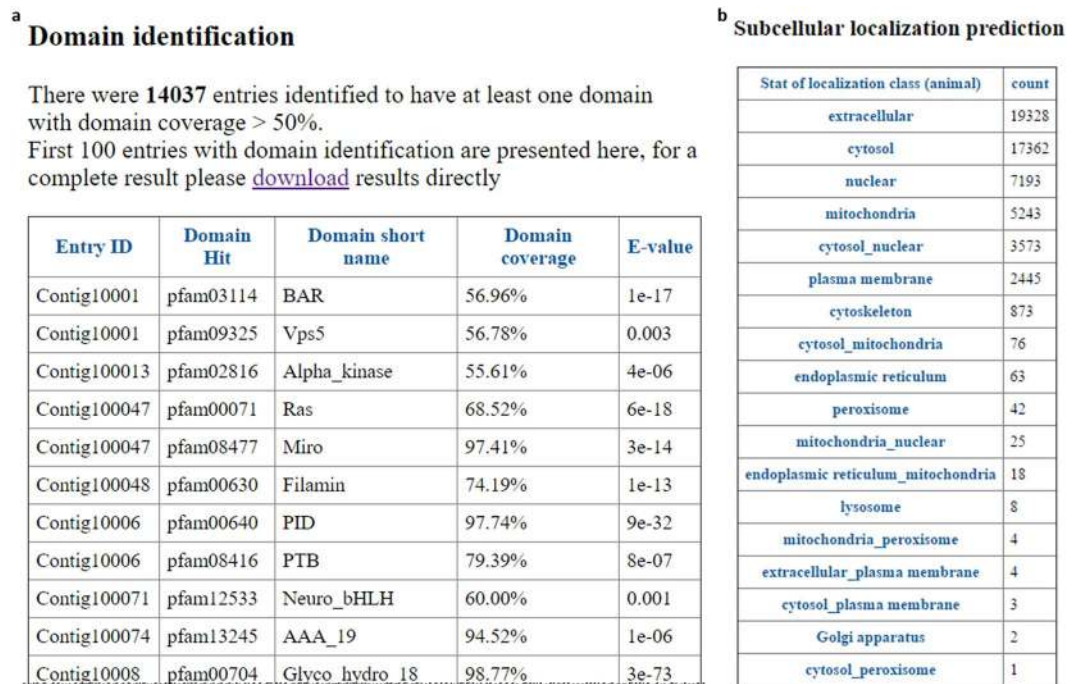 a
Domain identification
There were 14037 entries identified to have at least one domain
with domain coverage > 50%.
First 100 entries with domain identification are presented here, for a
complete result please download results directly
Entry ID Domain Hit Domain short name Domain coverage E-value
Contig10001 pfam03114 BAR 56.96% 1e-17
Contig10001 pfam09325 Vps5 56.78% 0.003
Contig100013 pfam02816 Alpha_kinase 55.61% 4e-06
Contig100047 pfam00071 Ras 68.52% 6e-18
Contig100047 pfam08477 Miro 97.41% 3e-14
Contig100048 pfam00630 Filamin 74.19% 1e-13
Contig10006 pfam00640 PID 97.74% 9e-32
Contig10006 pfam08416 PTB 79.39% 8e-07
Contig100071 pfam12533 Neuro_bHLH 60.00% 0.001
Contig100074 pfam13245 AAA_19 94.52% 1e-06
Contig10008 pfam00704 Glyco_hydro_18 98.77% 3e-73
b
Subcellular localization prediction
Stat of localization class (animal) count
extracellular 19328
cytosol 17362
nuclear 7193
mitochondria 5243
cytosol_nuclear 3573
plasma membrane 2445
cytoskeleton 873
cytosol_mitochondria 76
endoplasmic reticulum 63
peroxisome 42
mitochondria_nuclear 25
endoplasmic reticulum_mitochondria 18
lysosome 8
mitochondria_peroxisome 4
extracellular_plasma membrane 4
cytosol_plasma membrane 3
Golgi apparatus 2
cytosol_peroxisome 1